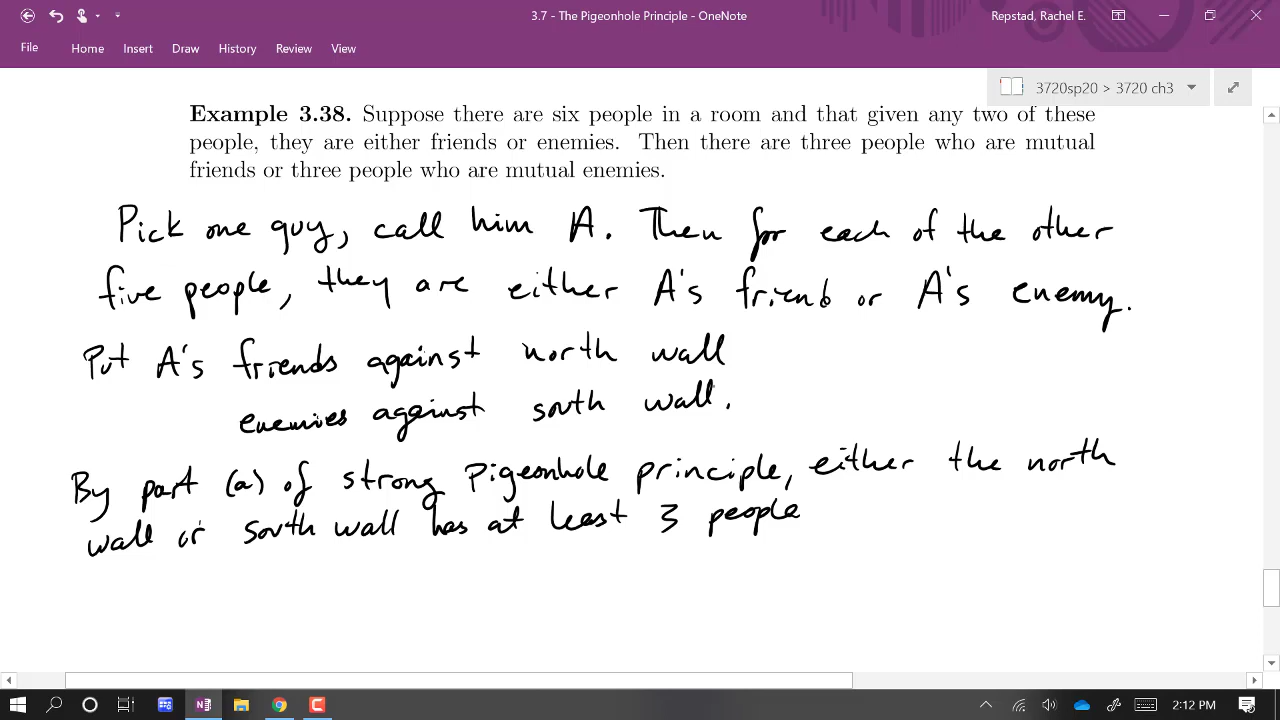 3.7 - The Pigeonhole Principle - OneNote
Repstad, Rachel E.
File Home Insert Draw History Review View
3720sp20 > 3720 ch3
Example 3.38. Suppose there are six people in a room and that given any two of these
people, they are either friends or enemies. Then there are three people who are mutual
friends or three people who are mutual enemies.
Pick one guy, call him A. Then for each of the other
five people, they are either A's friend or A's enemy.
Put A's friends against north wall
enemies against south wall.
By part (a) of strong Pigeonhole principle, either the north
wall or south wall has at least 3 people
2:12 PM